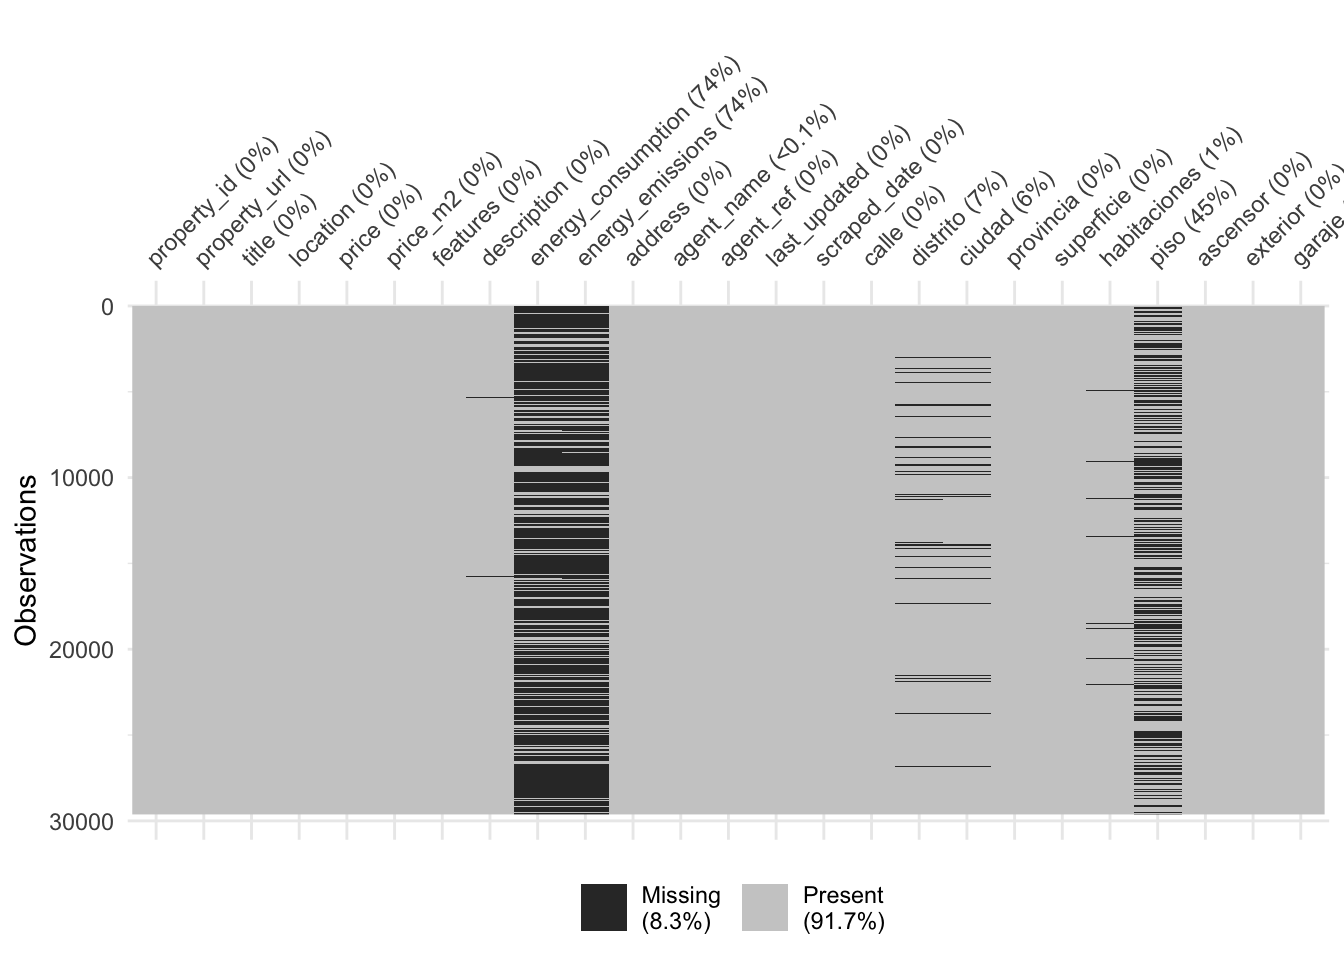 property_id (0%)
property_url (0%)
title (0%)
location (0%)
price (0%)
price_m2 (0%)
features (0%)
description (0%)
energy_consumption (74%)
energy_emissions (74%)
address (0%)
agent_name (<0.1%)
agent_ref (0%)
last_updated (0%)
scraped_date (0%)
calle (0%)
distrito (7%)
ciudad (6%)
provincia (0%)
superficie (0%)
habitaciones (1%)
piso (45%)
ascensor (0%)
exterior (0%)
garaje
0
10000
20000
30000
Observations
Missing
(8.3%)
Present
(91.7%)